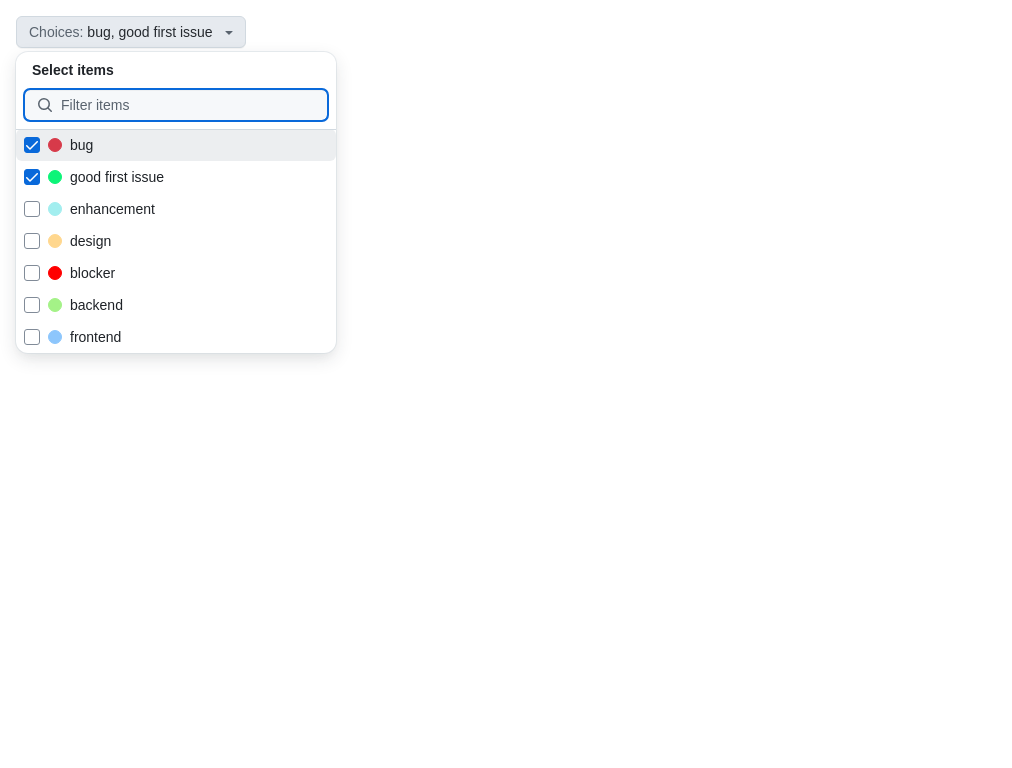 Choices: bug, good first issue
Select items
Filter items
bug
good first issue
enhancement
design
blocker
backend
frontend